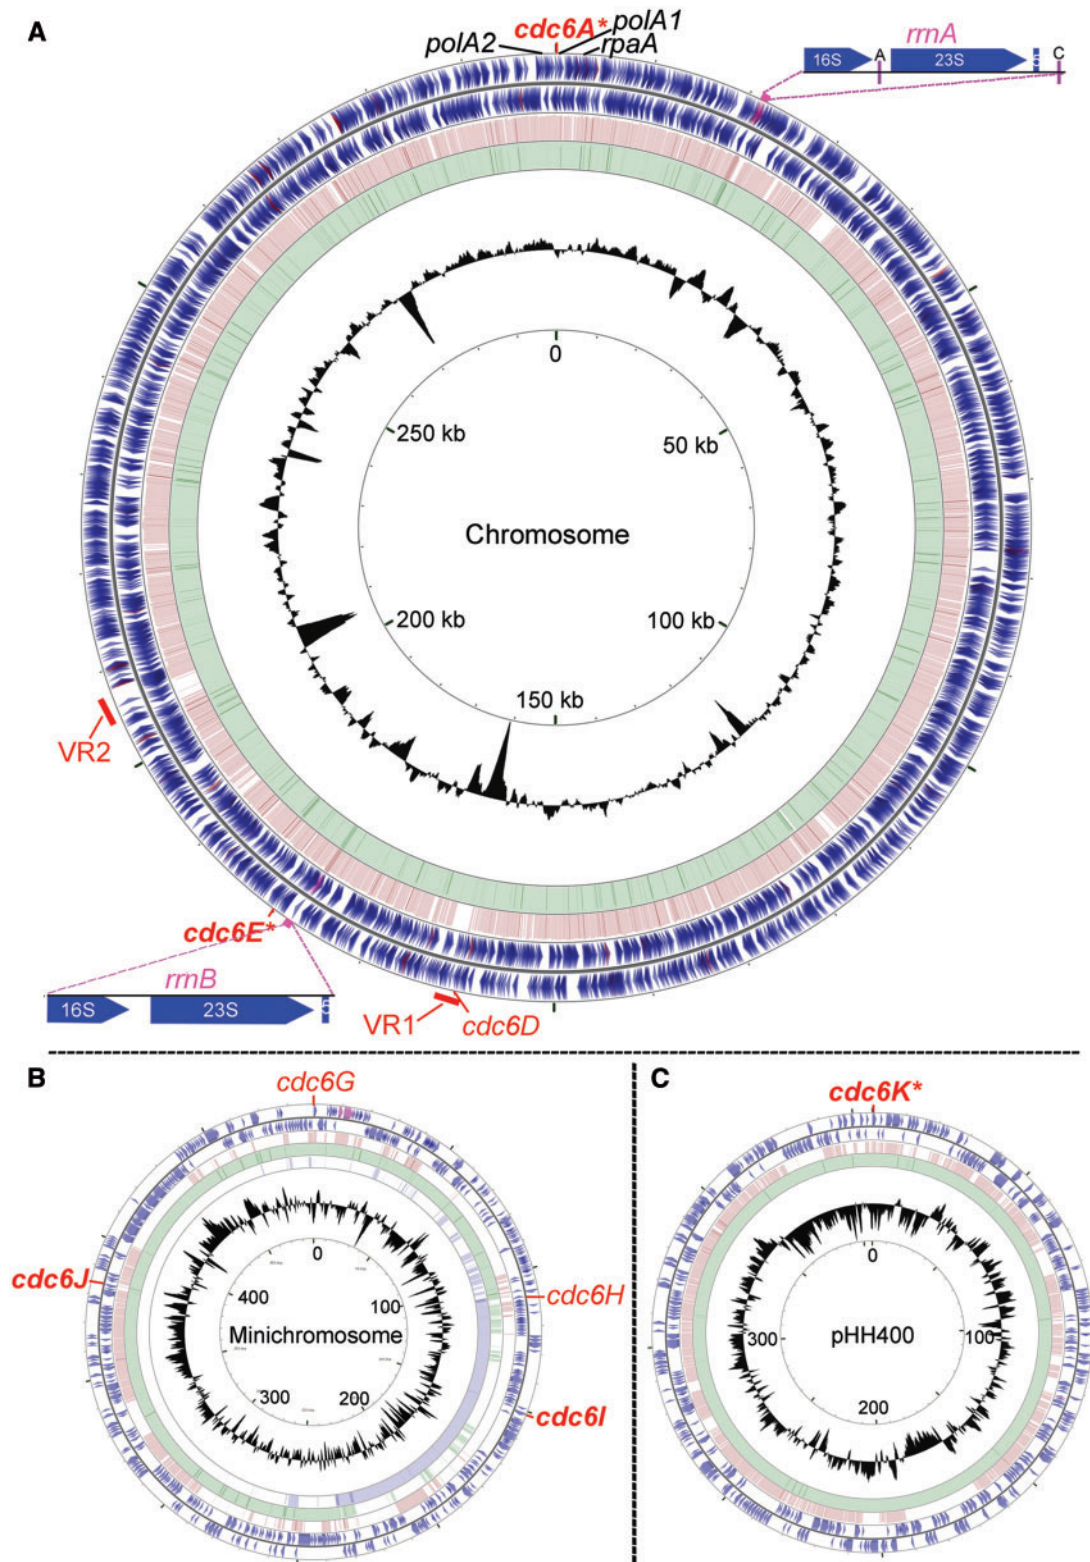 A
cdc6A*
polA1
polA2
rpaA
rrnA
16S
A
23S
5S
C
0
50 kb
100 kb
150 kb
200 kb
250 kb
Chromosome
VR2
cdc6E*
rrnB
16S
23S
5S
VR1
cdc6D
B
cdc6G
cdc6J
cdc6H
cdc6I
0
100
200
300
400
Minichromosome
C
cdc6K*
0
100
200
300
pHH400